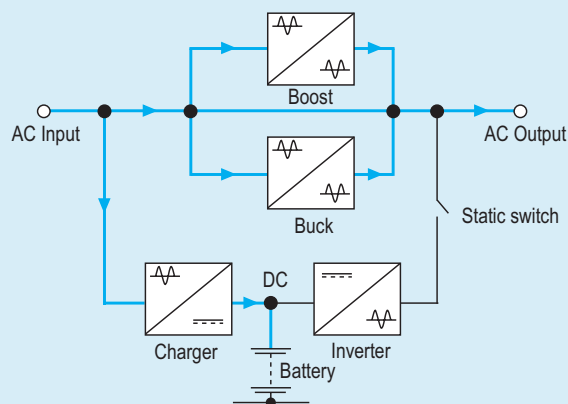 Boost
AC Input
AC Output
Buck
Static switch
DC
Charger
Inverter
Battery